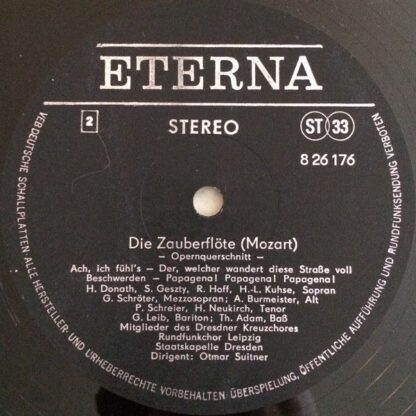 ETERNA
2
STEREO
ST 33
8 26 176
Die Zauberflöte (Mozart)
— Opernquerschnitt —
Ach, ich fühl's — Der, welcher wandert diese Straße voll
Beschwerden — Papagena! Papagena! Papagena!
H. Donath, S. Geszty, R. Hoff, H.-L. Kuhse, Sopran
G. Schröter, Mezzosopran; A. Burmeister, Alt
P. Schreier, H. Neukirch, Tenor
G. Leib, Bariton; Th. Adam, Baß
Mitglieder des Dresdner Kreuzchores
Rundfunkchor Leipzig
Staatskapelle Dresden
Dirigent: Otmar Suitner
VEB DEUTSCHE SCHALLPLATTEN · ALLE HERSTELLER- UND URHEBERRECHTE VORBEHALTEN · ÜBERSPIELUNG, ÖFFENTLICHE AUFFÜHRUNG UND RUNDFUNKSENDUNG VERBOTEN